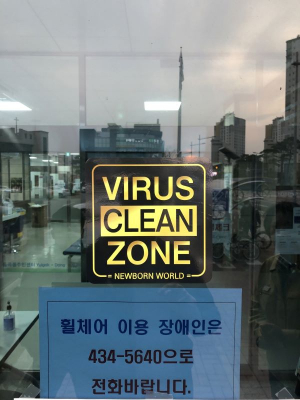 VIRUS
CLEAN
ZONE
= NEWBORN WORLD =
휠체어 이용 장애인은
434-5640으로
전화바랍니다.